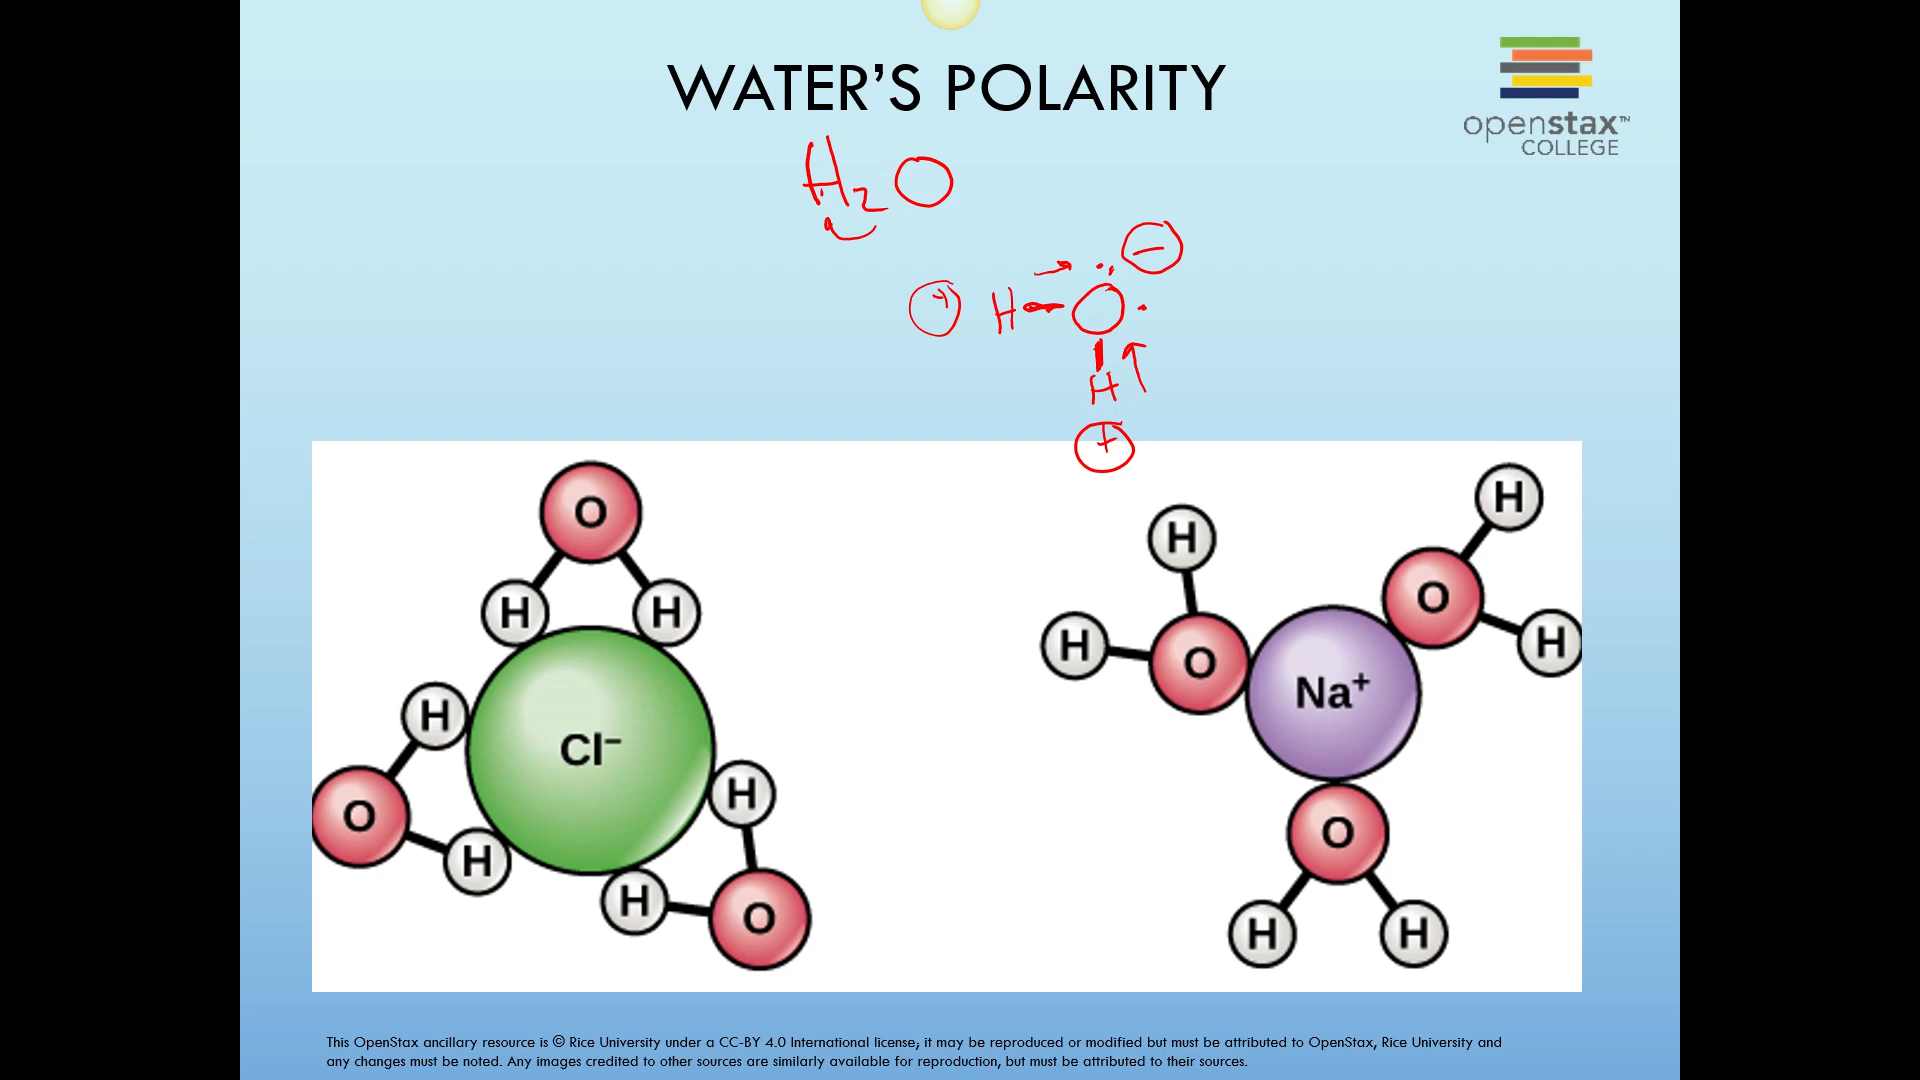 WATER'S POLARITY
openstax™
COLLEGE
H₂O
−
+ H O
H
+
O
H H
H
Cl⁻
O
H
H
H
O
H
H
O
H
H
O
Na⁺
O
H
O
H H
This OpenStax ancillary resource is © Rice University under a CC-BY 4.0 International license; it may be reproduced or modified but must be attributed to OpenStax, Rice University and
any changes must be noted. Any images credited to other sources are similarly available for reproduction, but must be attributed to their sources.